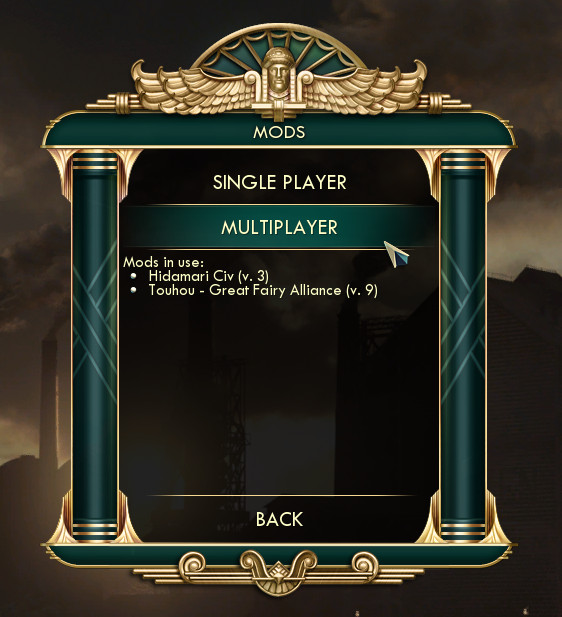 MODS
SINGLE PLAYER
MULTIPLAYER
Mods in use:
• Hidamari Civ (v. 3)
• Touhou - Great Fairy Alliance (v. 9)
BACK